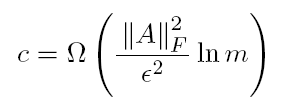 c = Ω ( ‖A‖_F^2 / ϵ^2 ln m )